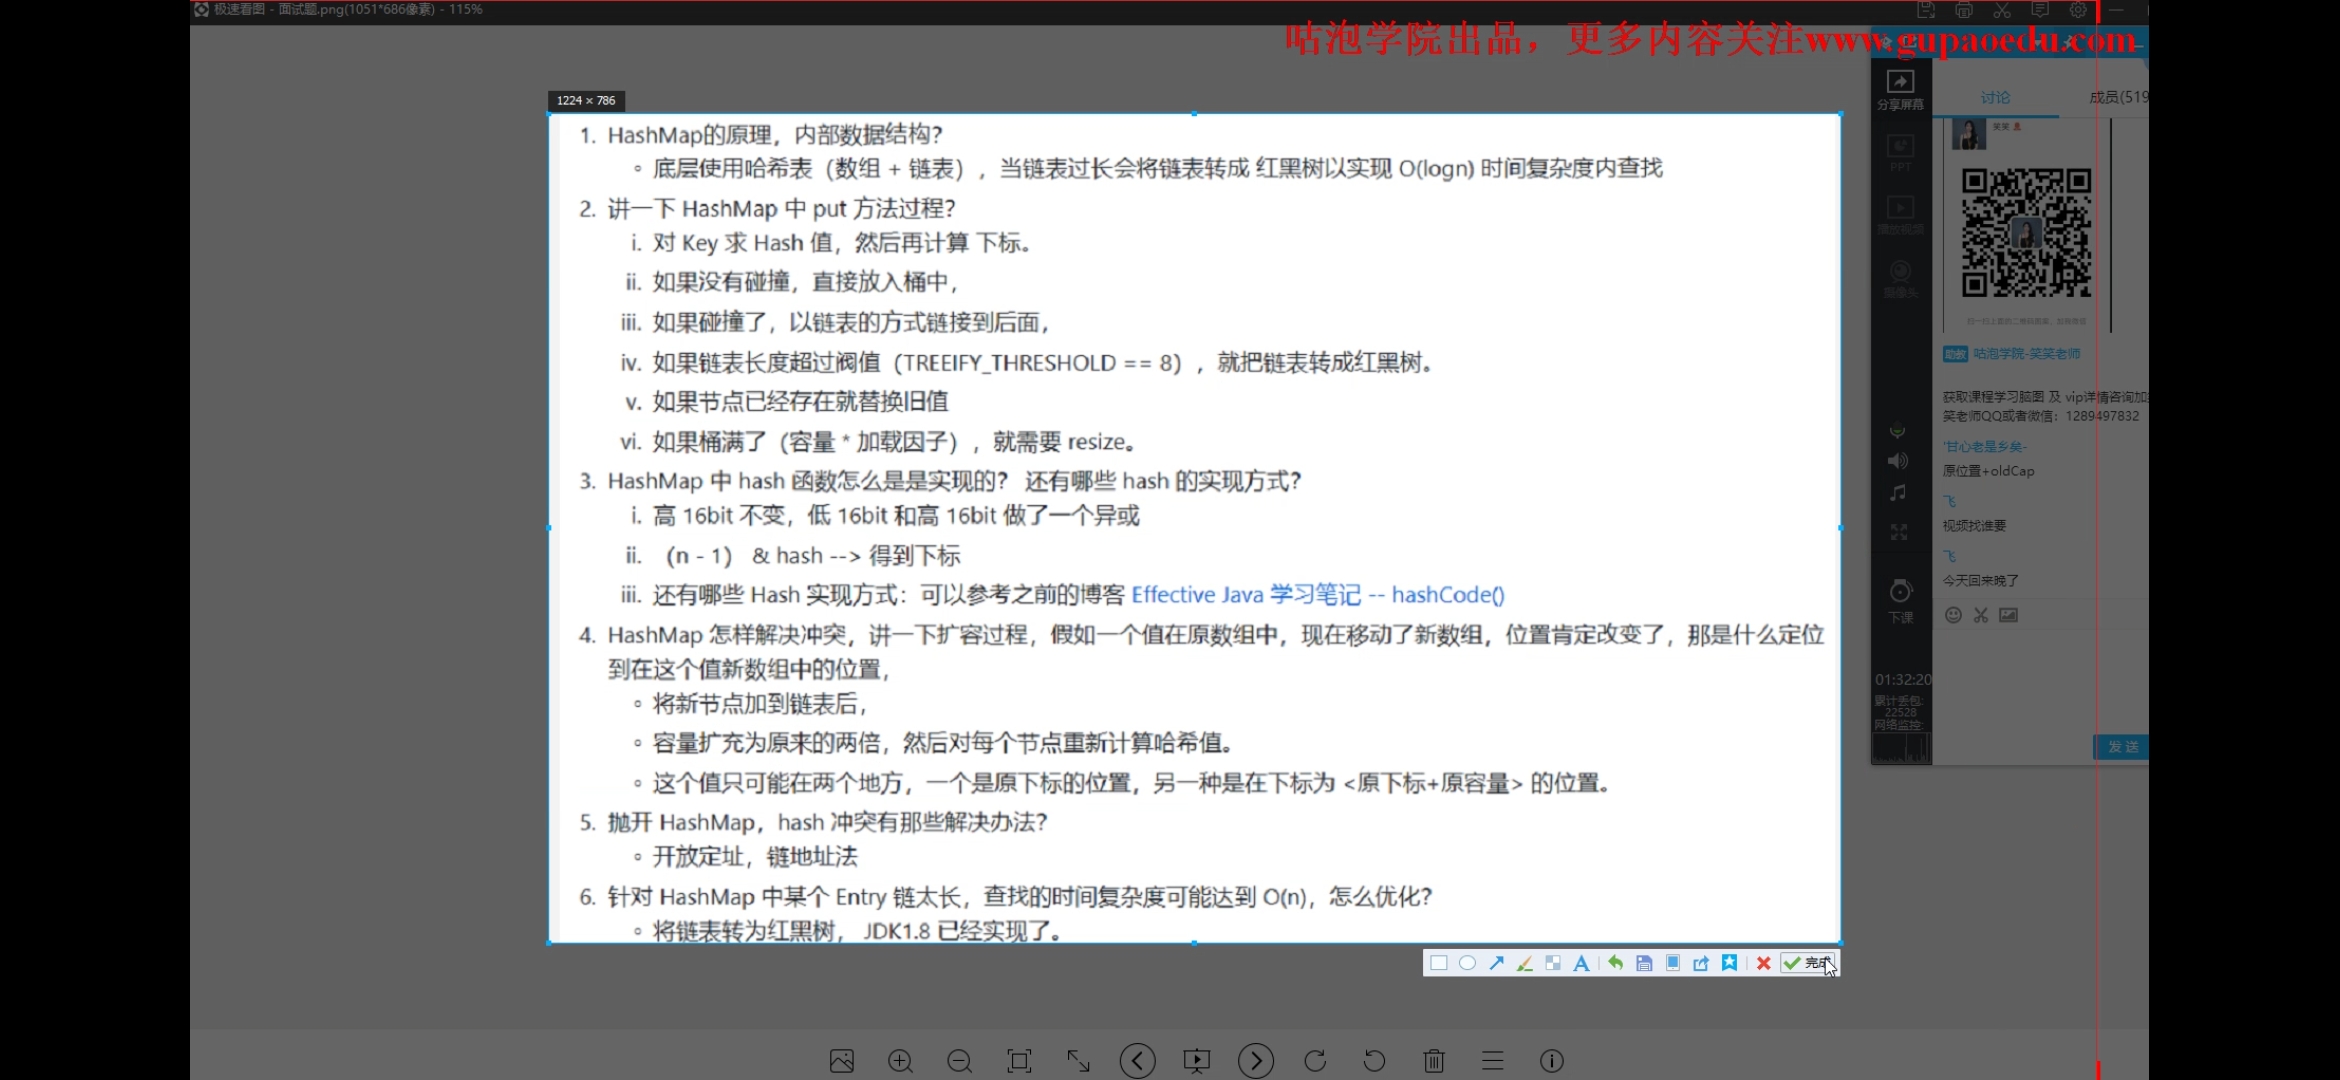 极速看图 - 面试题.png(1051*686像素) - 115%
咕泡学院出品，更多内容关注www.gupaoedu.com
1224 × 786
1. HashMap的原理，内部数据结构？
◦ 底层使用哈希表（数组 + 链表），当链表过长会将链表转成 红黑树以实现 O(logn) 时间复杂度内查找
2. 讲一下 HashMap 中 put 方法过程？
i. 对 Key 求 Hash 值，然后再计算 下标。
ii. 如果没有碰撞，直接放入桶中，
iii. 如果碰撞了，以链表的方式链接到后面，
iv. 如果链表长度超过阀值（TREEIFY_THRESHOLD == 8），就把链表转成红黑树。
v. 如果节点已经存在就替换旧值
vi. 如果桶满了（容量 * 加载因子），就需要 resize。
3. HashMap 中 hash 函数怎么是是实现的？ 还有哪些 hash 的实现方式？
i. 高 16bit 不变，低 16bit 和高 16bit 做了一个异或
ii. （n - 1） & hash --> 得到下标
iii. 还有哪些 Hash 实现方式：可以参考之前的博客 Effective Java 学习笔记 -- hashCode()
4. HashMap 怎样解决冲突，讲一下扩容过程，假如一个值在原数组中，现在移动了新数组，位置肯定改变了，那是什么定位
到在这个值新数组中的位置，
◦ 将新节点加到链表后，
◦ 容量扩充为原来的两倍，然后对每个节点重新计算哈希值。
◦ 这个值只可能在两个地方，一个是原下标的位置，另一种是在下标为 <原下标+原容量> 的位置。
5. 抛开 HashMap，hash 冲突有那些解决办法？
◦ 开放定址，链地址法
6. 针对 HashMap 中某个 Entry 链太长，查找的时间复杂度可能达到 O(n)，怎么优化？
◦ 将链表转为红黑树， JDK1.8 已经实现了。
完成
分享屏幕
PPT
播放视频
摄像头
下课
01:32:20
累计丢包:
22528
网络监控:
讨论
成员(519
笑笑
助教 咕泡学院-笑笑老师
获取课程学习脑图 及 vip详情咨询加
笑老师QQ或者微信：1289497832
'甘心老是乡矣-
原位置+oldCap
飞
视频找谁要
飞
今天回来晚了
发 送